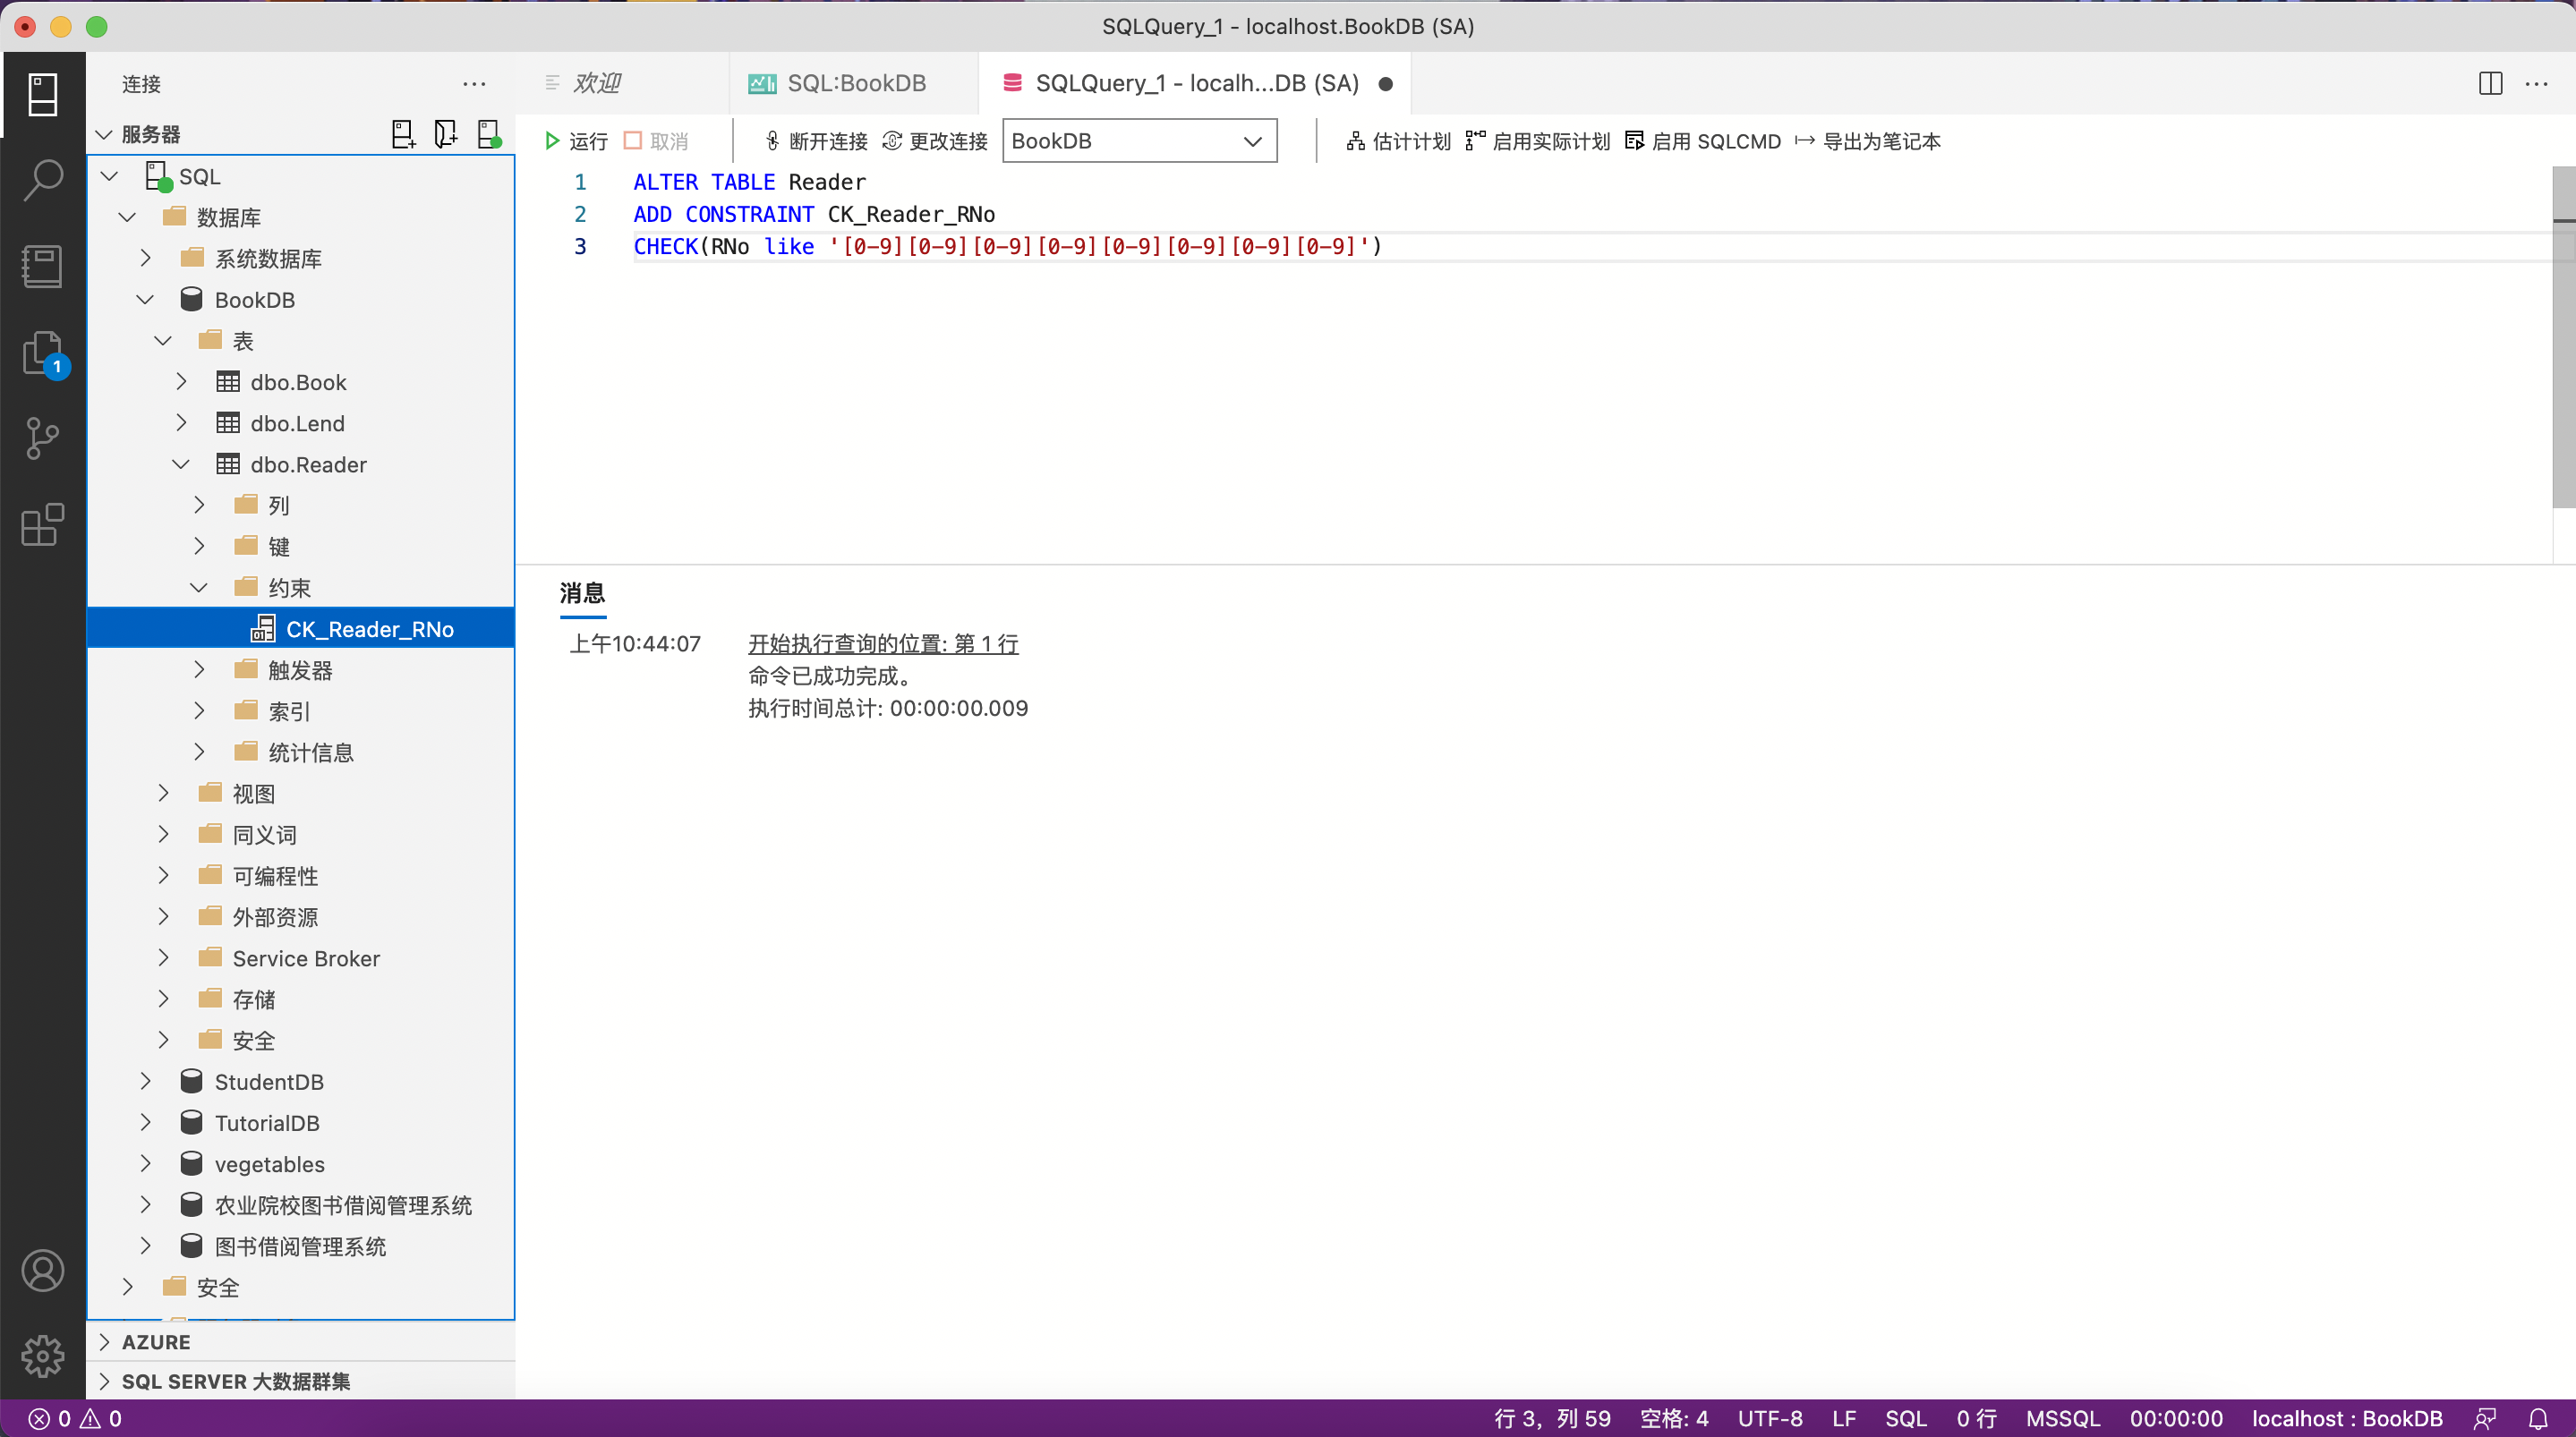 SQLQuery_1 - localhost.BookDB (SA)
连接
欢迎
SQL:BookDB
SQLQuery_1 - localh...DB (SA)
服务器
运行
取消
断开连接
更改连接
BookDB
估计计划
启用实际计划
启用 SQLCMD
导出为笔记本
SQL
数据库
系统数据库
BookDB
表
dbo.Book
dbo.Lend
dbo.Reader
列
键
约束
CK_Reader_RNo
触发器
索引
统计信息
视图
同义词
可编程性
外部资源
Service Broker
存储
安全
StudentDB
TutorialDB
vegetables
农业院校图书借阅管理系统
图书借阅管理系统
安全
AZURE
SQL SERVER 大数据群集
1
1 ALTER TABLE Reader
2 ADD CONSTRAINT CK_Reader_RNo
3 CHECK(RNo like '[0-9][0-9][0-9][0-9][0-9][0-9][0-9][0-9]')
消息
上午10:44:07 开始执行查询的位置: 第 1 行
命令已成功完成。
执行时间总计: 00:00:00.009
0 0
行 3，列 59
空格: 4
UTF-8
LF
SQL
0 行
MSSQL
00:00:00
localhost : BookDB